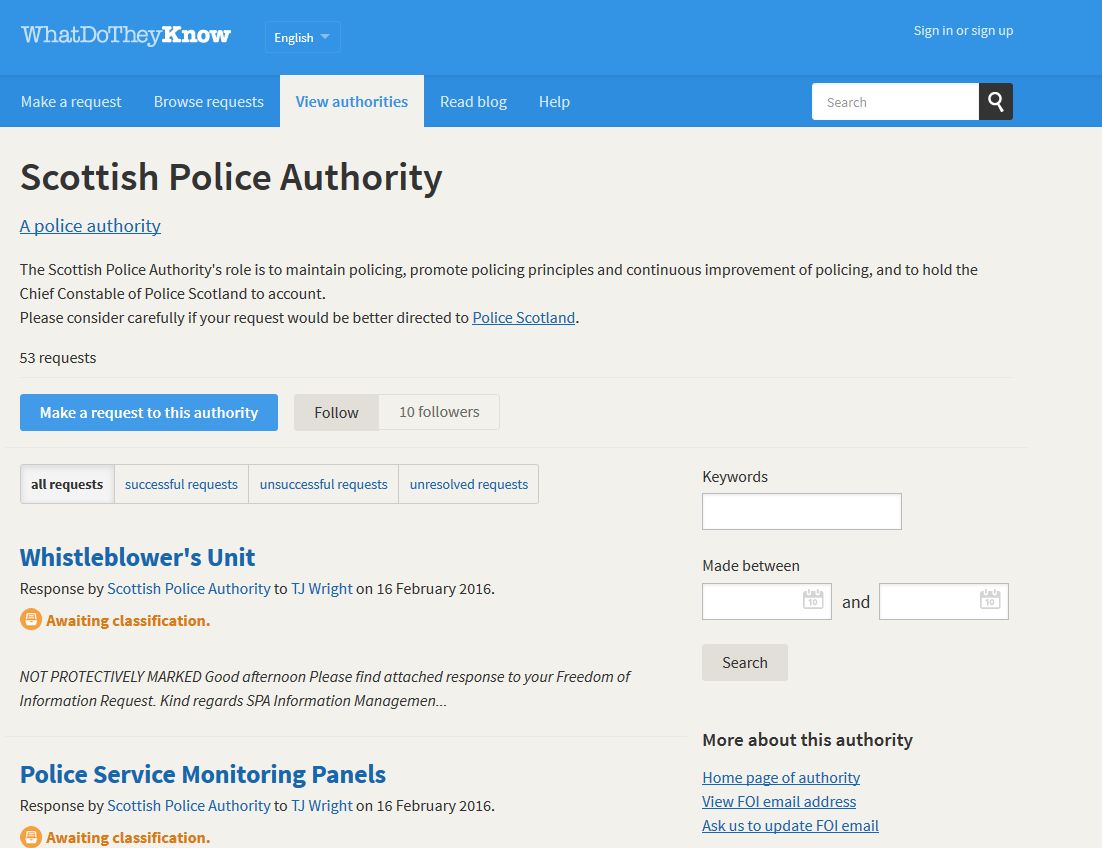 WhatDoTheyKnow
English
Sign in or sign up
Make a request
Browse requests
View authorities
Read blog
Help
Search
Scottish Police Authority
A police authority
The Scottish Police Authority's role is to maintain policing, promote policing principles and continuous improvement of policing, and to hold the
Chief Constable of Police Scotland to account.
Please consider carefully if your request would be better directed to Police Scotland.
53 requests
Make a request to this authority
Follow
10 followers
all requests
successful requests
unsuccessful requests
unresolved requests
Whistleblower's Unit
Response by Scottish Police Authority to TJ Wright on 16 February 2016.
Awaiting classification.
NOT PROTECTIVELY MARKED Good afternoon Please find attached response to your Freedom of
Information Request. Kind regards SPA Information Managemen...
Police Service Monitoring Panels
Response by Scottish Police Authority to TJ Wright on 16 February 2016.
Awaiting classification.
Keywords
Made between
10
and
10
Search
More about this authority
Home page of authority
View FOI email address
Ask us to update FOI email